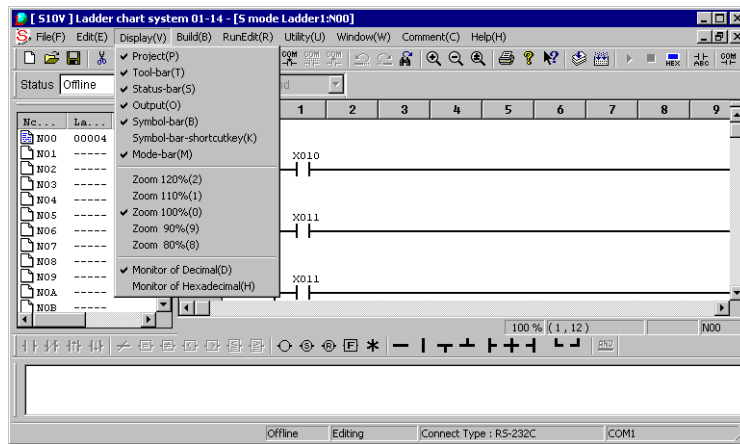 [ S10V ] Ladder chart system 01-14 - [S mode Ladder1:N00]
File(F) Edit(E) Display(V) Build(B) RunEdit(R) Utility(U) Window(W) Comment(C) Help(H)
Status Offline
Project(P)
Tool-bar(T)
Status-bar(S)
Output(O)
Symbol-bar(B)
Symbol-bar-shortcutkey(K)
Mode-bar(M)
Zoom 120%(2)
Zoom 110%(1)
Zoom 100%(0)
Zoom 90%(9)
Zoom 80%(8)
Monitor of Decimal(D)
Monitor of Hexadecimal(H)
Nc... La...
N00 00004
N01 -----
N02 -----
N03 -----
N04 -----
N05 -----
N06 -----
N07 -----
N08 -----
N09 -----
N0A -----
N0B -----
1 2 3 4 5 6 7 8 9
X010
X011
X011
100 % ( 1 , 12 ) N00
Offline Editing Connect Type : RS-232C COM1